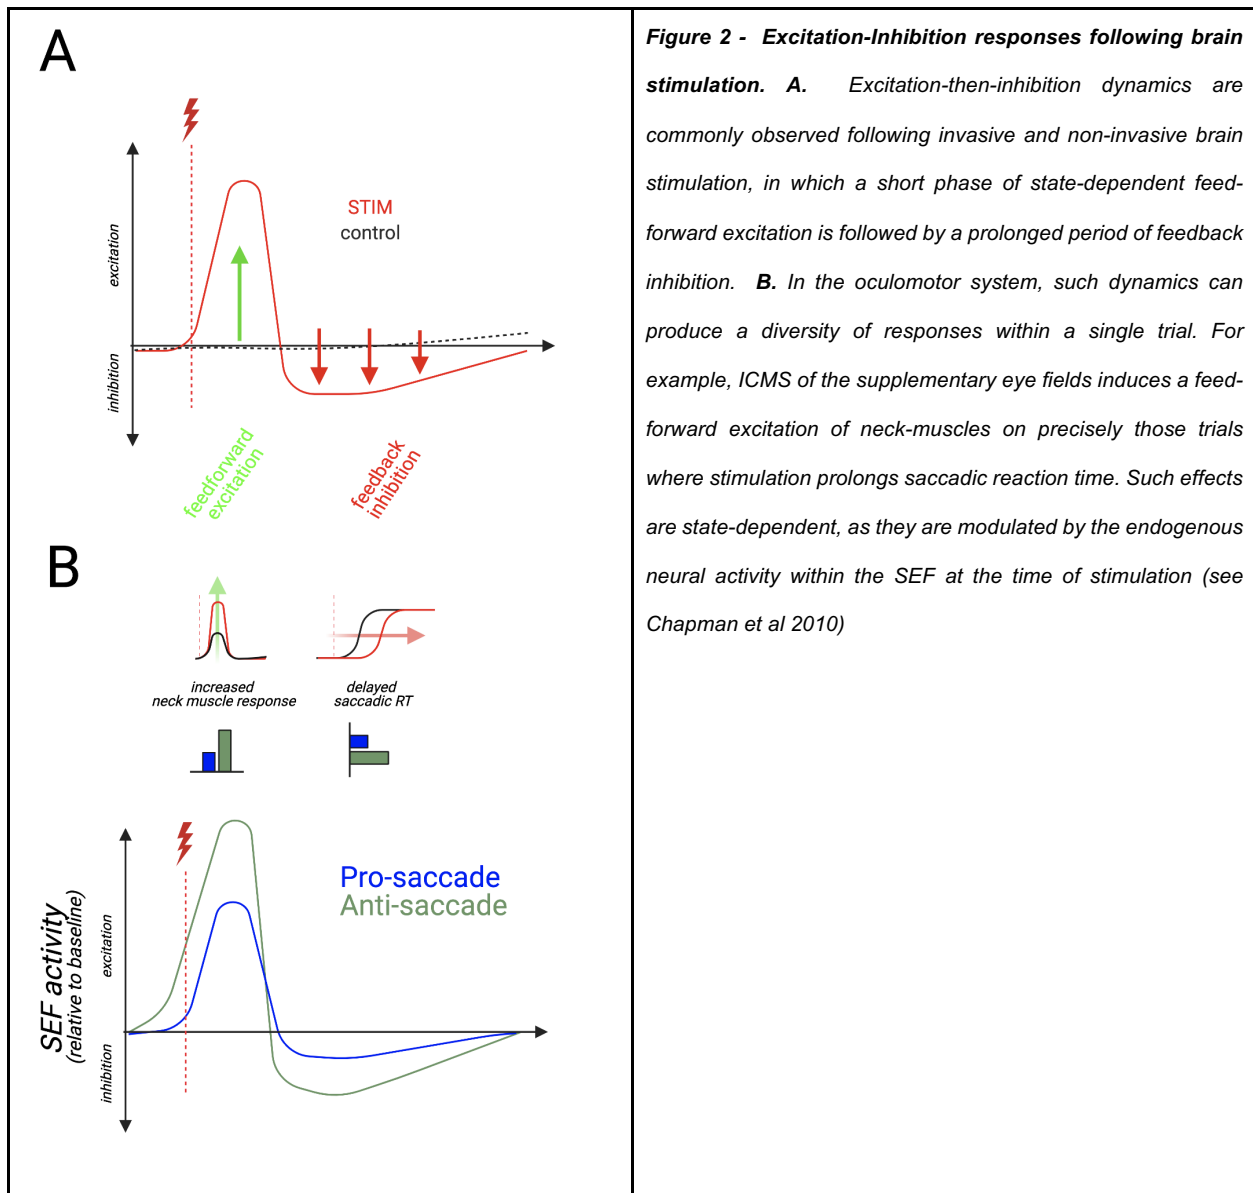 A
STIM
control
excitation
inhibition
feedforward
excitation
feedback
inhibition
B
increased
neck muscle response
delayed
saccadic RT
Pro-saccade
Anti-saccade
SEF activity
(relative to baseline)
excitation
inhibition
Figure 2 - Excitation-Inhibition responses following brain
stimulation. A. Excitation-then-inhibition dynamics are
commonly observed following invasive and non-invasive brain
stimulation, in which a short phase of state-dependent feed-
forward excitation is followed by a prolonged period of feedback
inhibition. B. In the oculomotor system, such dynamics can
produce a diversity of responses within a single trial. For
example, ICMS of the supplementary eye fields induces a feed-
forward excitation of neck-muscles on precisely those trials
where stimulation prolongs saccadic reaction time. Such effects
are state-dependent, as they are modulated by the endogenous
neural activity within the SEF at the time of stimulation (see
Chapman et al 2010)